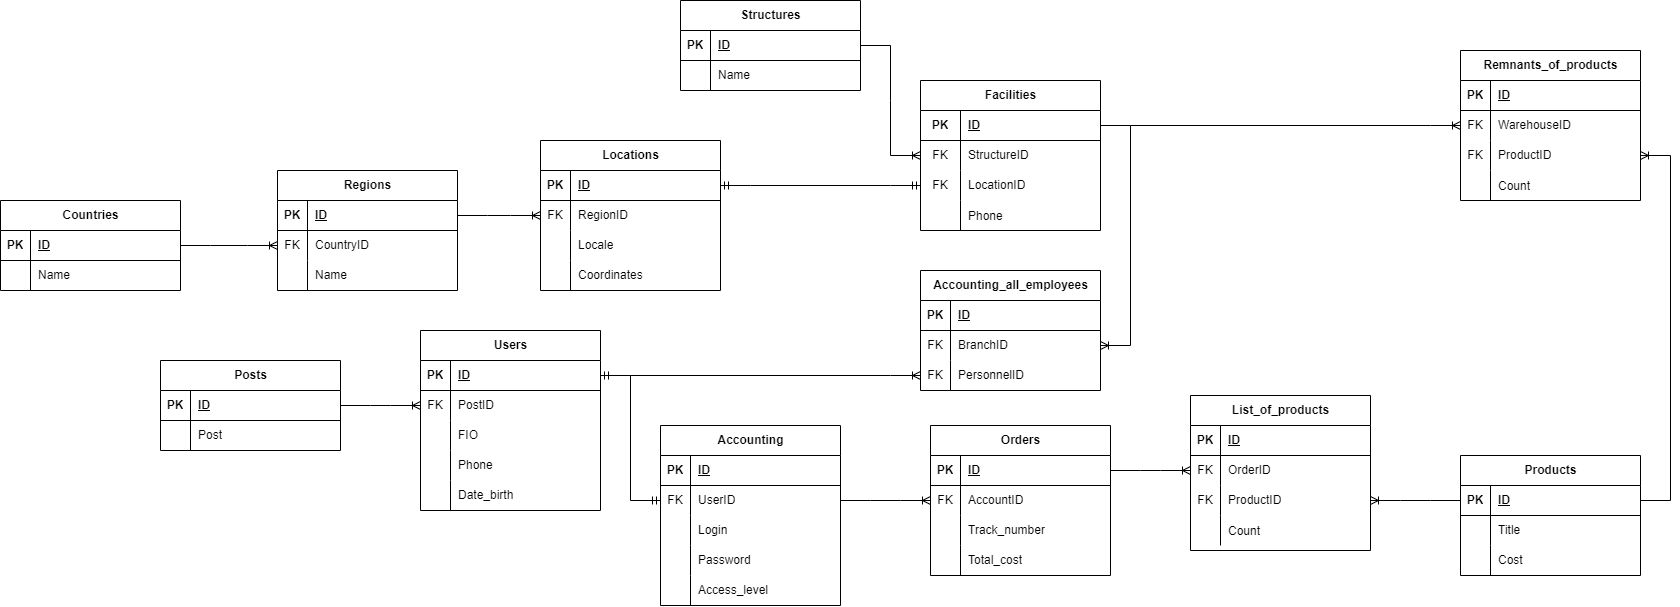 Structures
PK ID
Name
Remnants_of_products
PK ID
FK WarehouseID
FK ProductID
Count
Facilities
PK ID
FK StructureID
FK LocationID
Phone
Locations
PK ID
FK RegionID
Locale
Coordinates
Regions
PK ID
FK CountryID
Name
Countries
PK ID
Name
Accounting_all_employees
PK ID
FK BranchID
FK PersonnelID
Users
PK ID
FK PostID
FIO
Phone
Date_birth
Posts
PK ID
Post
Accounting
PK ID
FK UserID
Login
Password
Access_level
Orders
PK ID
FK AccountID
Track_number
Total_cost
List_of_products
PK ID
FK OrderID
FK ProductID
Count
Products
PK ID
Title
Cost